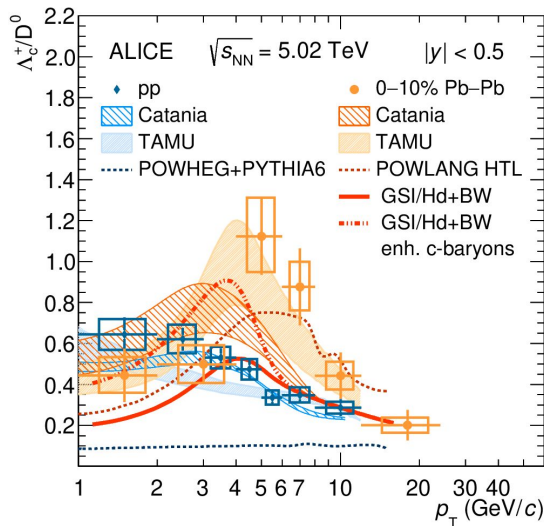 Λc+/D0
ALICE √sNN = 5.02 TeV |y| < 0.5
pp 0−10% Pb−Pb
Catania Catania
TAMU TAMU
POWHEG+PYTHIA6 POWLANG HTL
GSI/Hd+BW
GSI/Hd+BW
enh. c-baryons
2.2
2.0
1.8
1.6
1.4
1.2
1.0
0.8
0.6
0.4
0.2
1 2 3 4 5 6 7 10 20 30 40
pT (GeV/c)